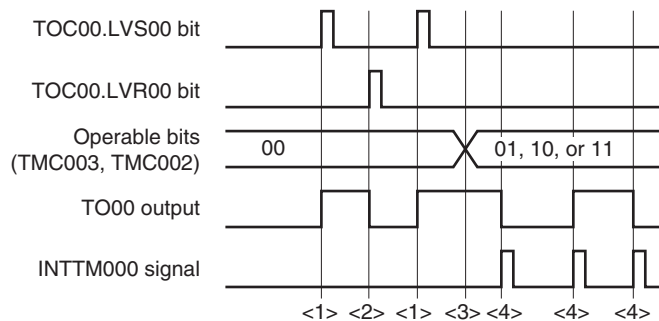 TOC00.LVS00 bit
TOC00.LVR00 bit
Operable bits
(TMC003, TMC002)
00
01, 10, or 11
TO00 output
INTTM000 signal
<1> <2> <1> <3> <4> <4> <4>